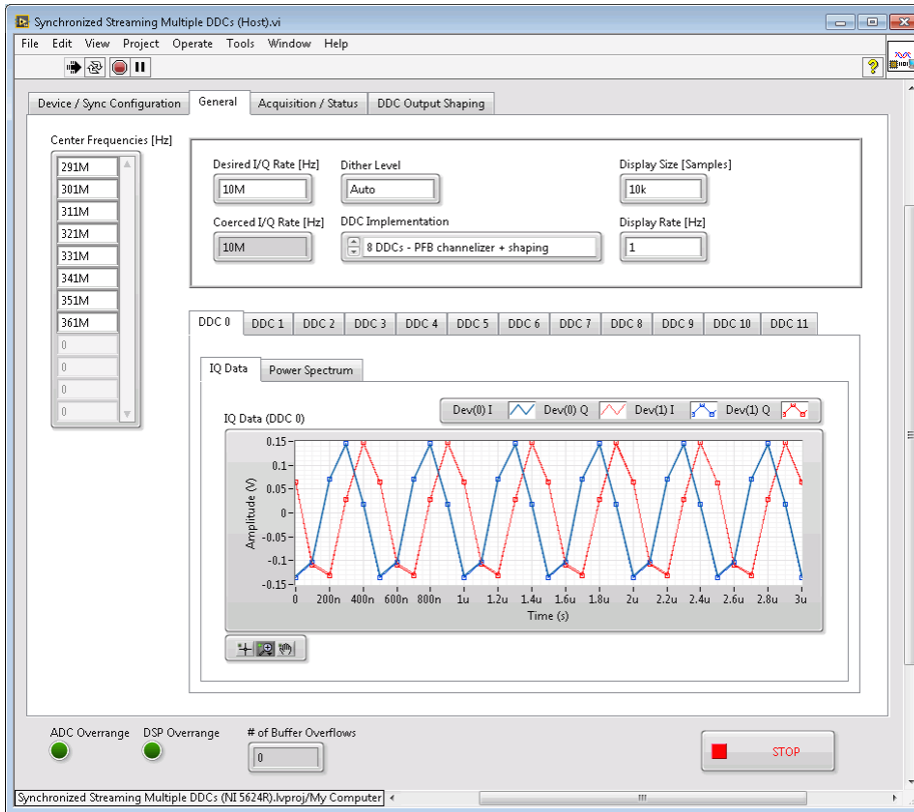 Synchronized Streaming Multiple DDCs (Host).vi
File Edit View Project Operate Tools Window Help
Device / Sync Configuration General Acquisition / Status DDC Output Shaping
Center Frequencies [Hz]
291M
301M
311M
321M
331M
341M
351M
361M
0
0
0
0
Desired I/Q Rate [Hz] Dither Level Display Size [Samples]
10M Auto 10k
Coerced I/Q Rate [Hz] DDC Implementation Display Rate [Hz]
10M 8 DDCs - PFB channelizer + shaping 1
DDC 0 DDC 1 DDC 2 DDC 3 DDC 4 DDC 5 DDC 6 DDC 7 DDC 8 DDC 9 DDC 10 DDC 11
IQ Data Power Spectrum
Dev(0) I Dev(0) Q Dev(1) I Dev(1) Q
IQ Data (DDC 0)
Amplitude (V)
0.15
0.1
0.05
0
-0.05
-0.1
-0.15
0 200n 400n 600n 800n 1u 1.2u 1.4u 1.6u 1.8u 2u 2.2u 2.4u 2.6u 2.8u 3u
Time (s)
ADC Overrange DSP Overrange # of Buffer Overflows
0
STOP
Synchronized Streaming Multiple DDCs (NI 5624R).lvproj/My Computer